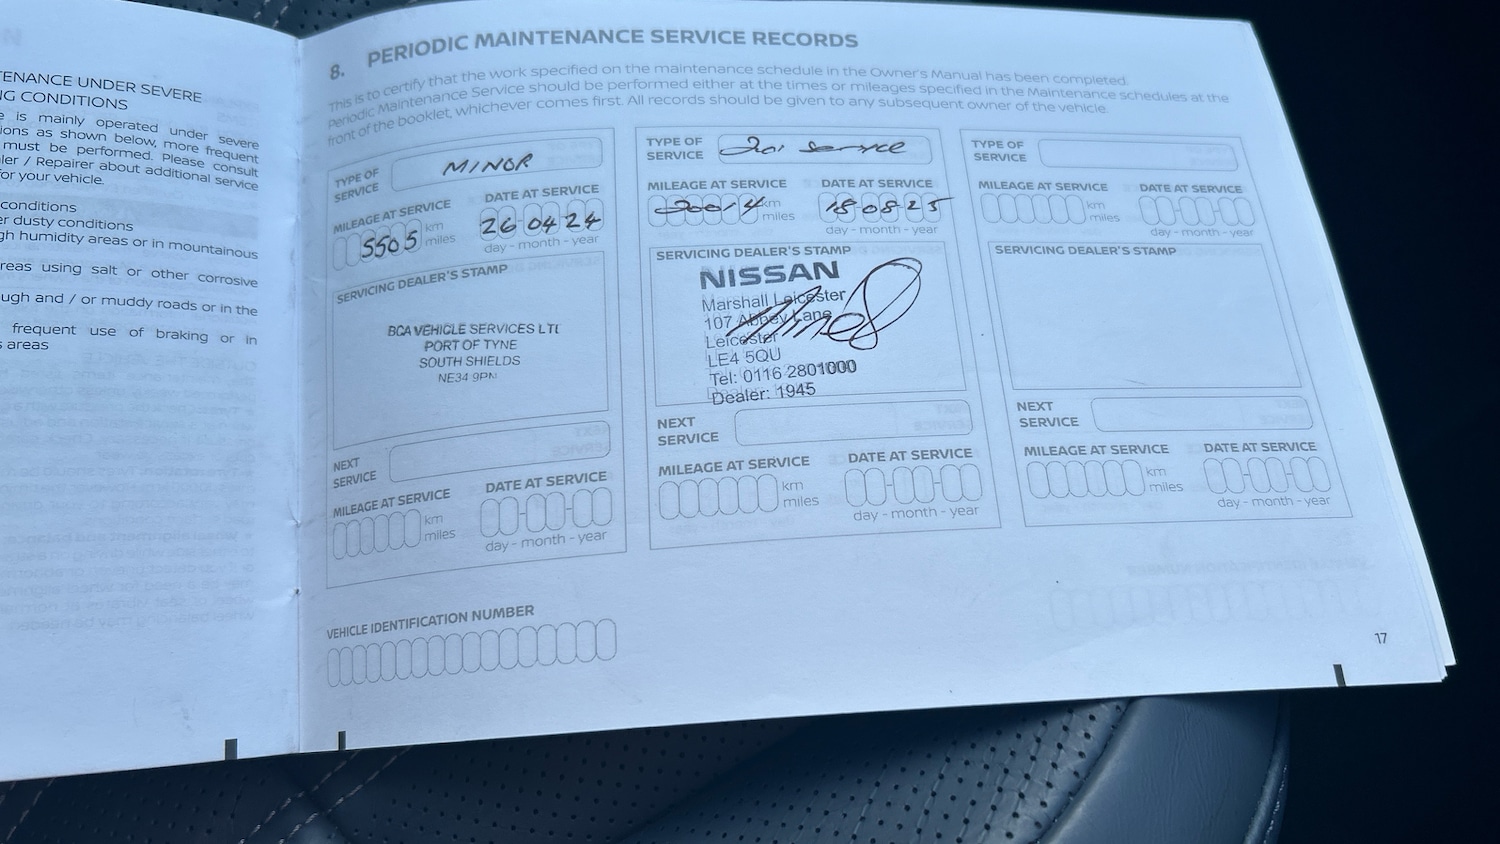 TENANCE UNDER SEVERE
NG CONDITIONS
e is mainly operated under severe
ions as shown below, more frequent
must be performed. Please consult
ler / Repairer about additional service
for your vehicle.
conditions
er dusty conditions
gh humidity areas or in mountainous
reas using salt or other corrosive
ugh and / or muddy roads or in the
frequent use of braking or in
s areas
8. PERIODIC MAINTENANCE SERVICE RECORDS
This is to certify that the work specified on the maintenance schedule in the Owner's Manual has been completed.
Periodic Maintenance Service should be performed either at the times or mileages specified in the Maintenance schedules at the
front of the booklet, whichever comes first. All records should be given to any subsequent owner of the vehicle.
TYPE OF
SERVICE
MINOR
MILEAGE AT SERVICE
5505
km
miles
DATE AT SERVICE
26-04-24
day - month - year
SERVICING DEALER'S STAMP
BCA VEHICLE SERVICES LTD
PORT OF TYNE
SOUTH SHIELDS
NE34 9PN
NEXT
SERVICE
MILEAGE AT SERVICE
km
miles
DATE AT SERVICE
day - month - year
VEHICLE IDENTIFICATION NUMBER
TYPE OF
SERVICE
service
MILEAGE AT SERVICE
km
miles
DATE AT SERVICE
18-08-25
day - month - year
SERVICING DEALER'S STAMP
NISSAN
Marshall Leicester
107 Abbey Lane
Leicester
LE4 5QU
Tel: 0116 2801000
Dealer: 1945
NEXT
SERVICE
MILEAGE AT SERVICE
km
miles
DATE AT SERVICE
day - month - year
TYPE OF
SERVICE
MILEAGE AT SERVICE
km
miles
DATE AT SERVICE
day - month - year
SERVICING DEALER'S STAMP
NEXT
SERVICE
MILEAGE AT SERVICE
km
miles
DATE AT SERVICE
day - month - year
17